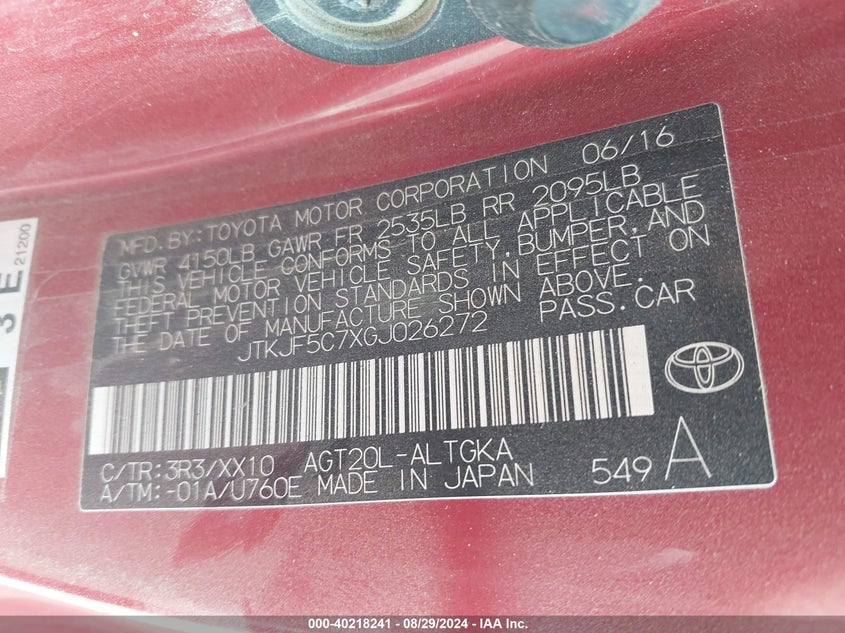 MFD.BY:TOYOTA MOTOR CORPORATION 06/16
GVWR 4150LB GAWR FR 2535LB RR 2095LB
THIS VEHICLE CONFORMS TO ALL APPLICABLE
FEDERAL MOTOR VEHICLE SAFETY,BUMPER,AND
THEFT PREVENTION STANDARDS IN EFFECT ON
THE DATE OF MANUFACTURE SHOWN ABOVE.
JTKJF5C7XGJ026272 PASS.CAR
C/TR:3R3/XX10 AGT20L-ALTGKA
A/TM:-01A/U760E MADE IN JAPAN 549 A
3 E
21200
000-40218241 - 08/29/2024 - IAA Inc.